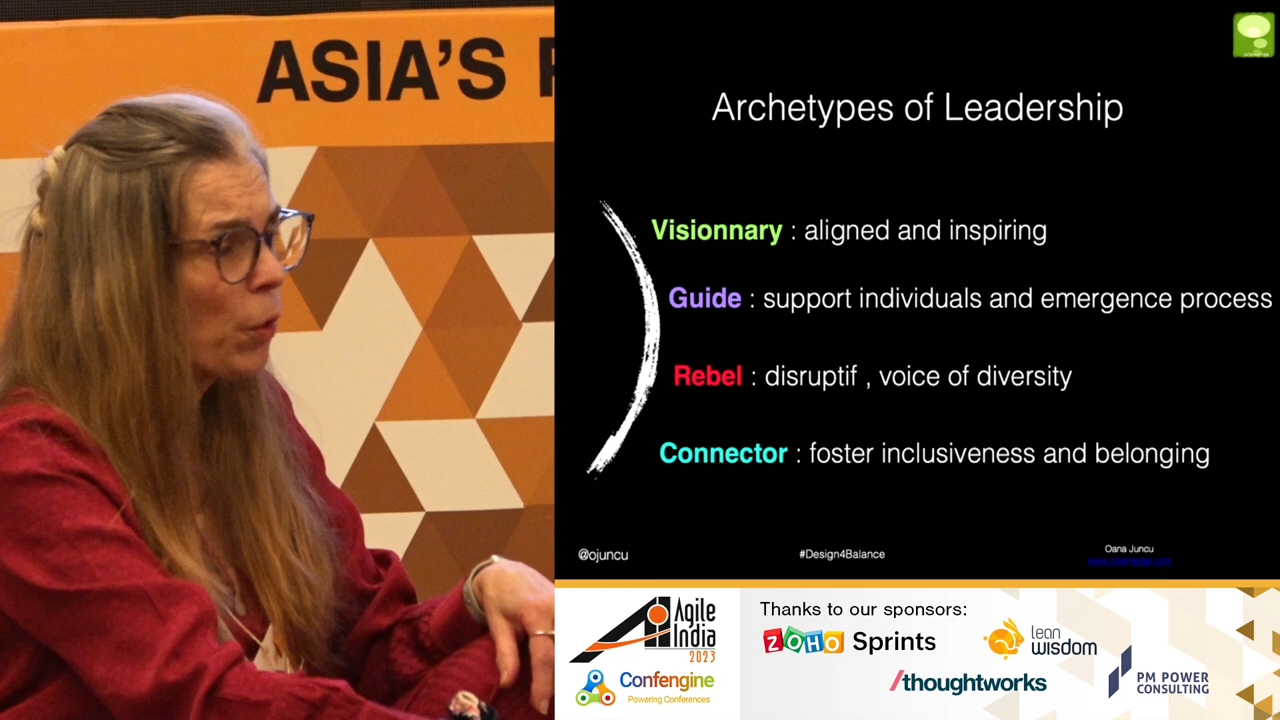 ASIA'S
Archetypes of Leadership
Visionnary : aligned and inspiring
Guide : support individuals and emergence process
Rebel : disruptif , voice of diversity
Connector : foster inclusiveness and belonging
@ojuncu
#Design4Balance
Oana Juncu
Agile
India
2023
Confengine
Powering Conferences
Thanks to our sponsors:
ZOHO Sprints
lean
wisdom
/thoughtworks
PM POWER
CONSULTING